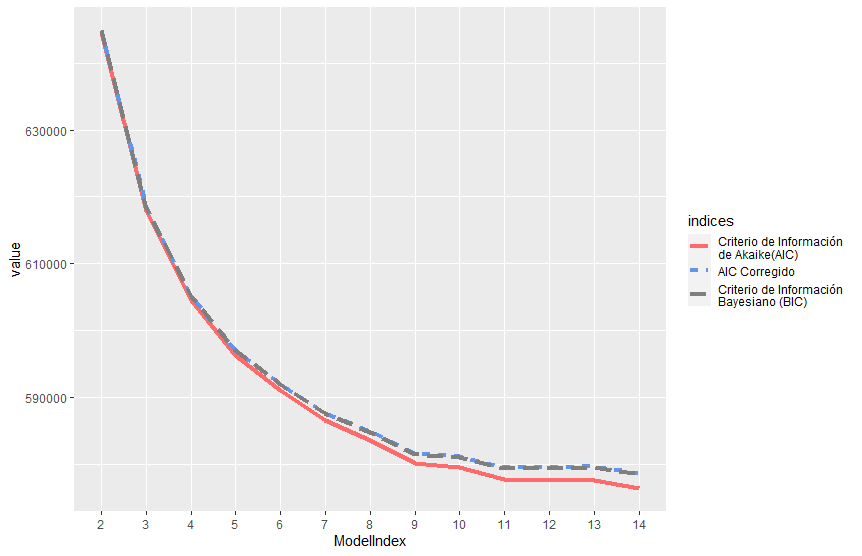 630000
610000
590000
value
2 3 4 5 6 7 8 9 10 11 12 13 14
ModelIndex
indices
Criterio de Información
de Akaike(AIC)
AIC Corregido
Criterio de Información
Bayesiano (BIC)